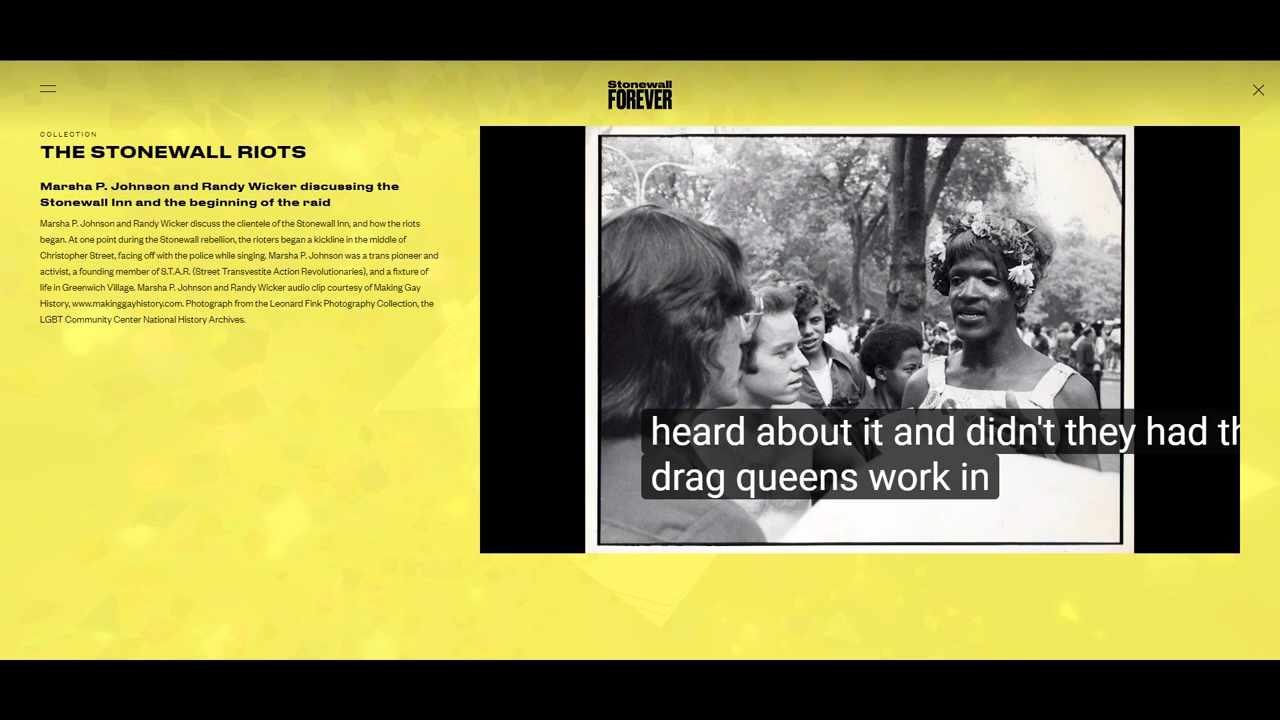 Stonewall
FOREVER
COLLECTION
THE STONEWALL RIOTS
Marsha P. Johnson and Randy Wicker discussing the
Stonewall Inn and the beginning of the raid
Marsha P. Johnson and Randy Wicker discuss the clientele of the Stonewall Inn, and how the riots
began. At one point during the Stonewall rebellion, the rioters began a kickline in the middle of
Christopher Street, facing off with the police while singing. Marsha P. Johnson was a trans pioneer and
activist, a founding member of S.T.A.R. (Street Transvestite Action Revolutionaries), and a fixture of
life in Greenwich Village. Marsha P. Johnson and Randy Wicker audio clip courtesy of Making Gay
History, www.makinggayhistory.com. Photograph from the Leonard Fink Photography Collection, the
LGBT Community Center National History Archives.
heard about it and didn't they had
drag queens work in